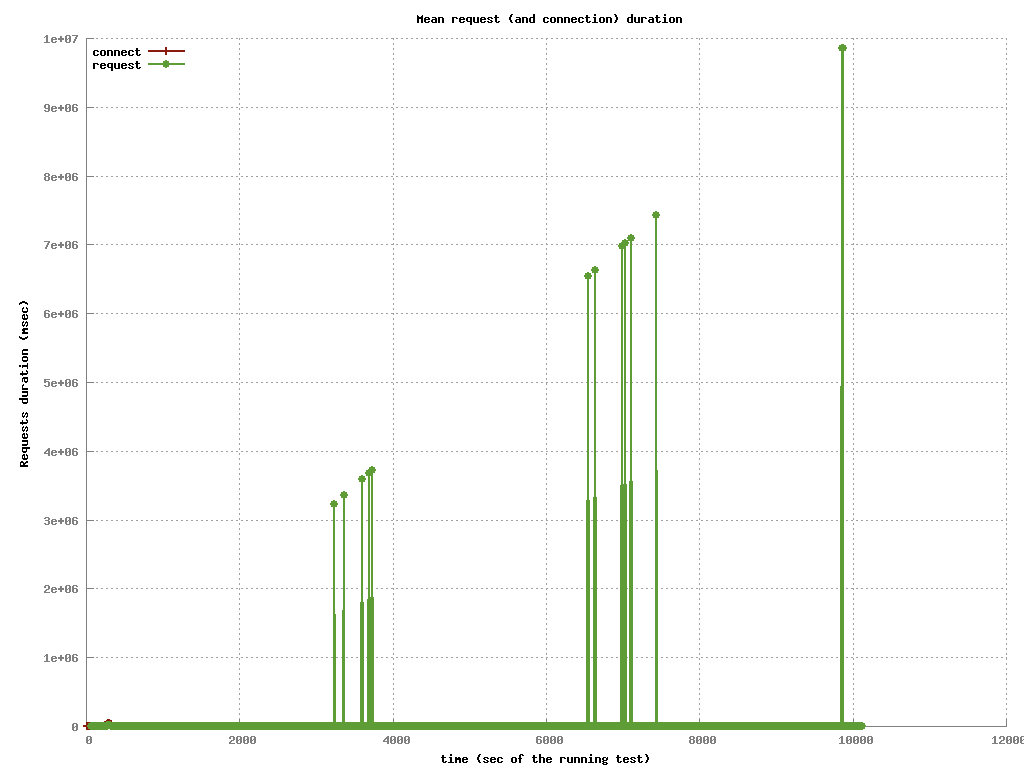 Mean request (and connection) duration
1e+07
9e+06
8e+06
7e+06
6e+06
5e+06
4e+06
3e+06
2e+06
1e+06
0
connect
request
Requests duration (msec)
0 2000 4000 6000 8000 10000 12000
time (sec of the running test)